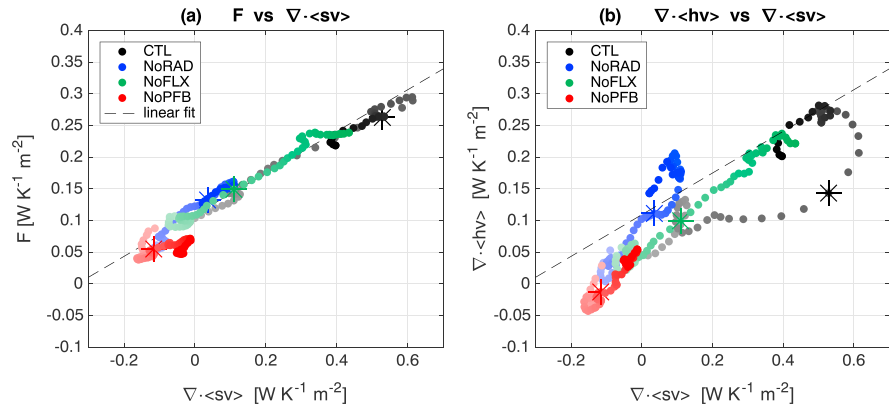 (a) F vs ∇·<sv>
0.4
0.35
0.3
0.25
0.2
0.15
0.1
0.05
0
-0.05
-0.1
F [W K⁻¹ m⁻²]
CTL
NoRAD
NoFLX
NoPFB
linear fit
-0.2 0 0.2 0.4 0.6
∇·<sv> [W K⁻¹ m⁻²]
(b) ∇·<hv> vs ∇·<sv>
0.4
0.35
0.3
0.25
0.2
0.15
0.1
0.05
0
-0.05
-0.1
∇·<hv> [W K⁻¹ m⁻²]
CTL
NoRAD
NoFLX
NoPFB
linear fit
-0.2 0 0.2 0.4 0.6
∇·<sv> [W K⁻¹ m⁻²]